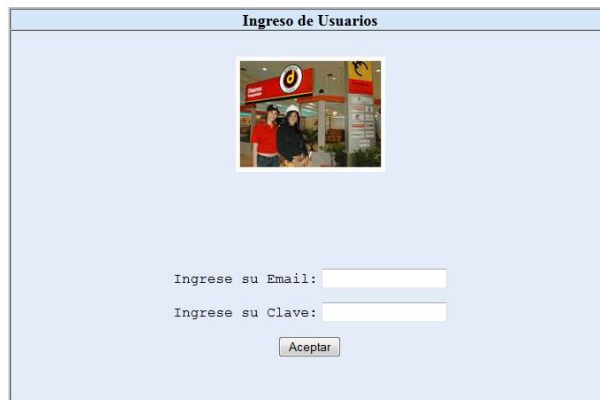 Ingreso de Usuarios
Ingrese su Email:
Ingrese su Clave:
Aceptar